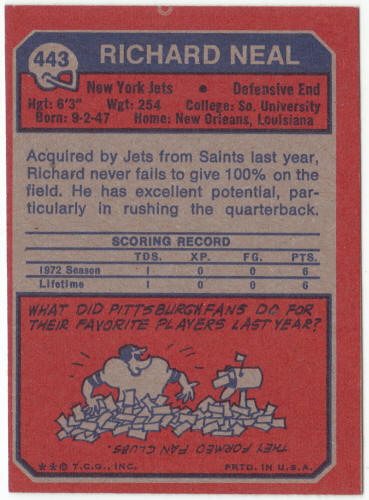 443
RICHARD NEAL
New York Jets • Defensive End
Hgt: 6'3" Wgt: 254 College: So. University
Born: 9-2-47 Home: New Orleans, Louisiana
Acquired by Jets from Saints last year,
Richard never fails to give 100% on the
field. He has excellent potential, par-
ticularly in rushing the quarterback.
SCORING RECORD
TDS. XP. FG. PTS.
1972 Season 1 0 0 6
Lifetime 1 0 0 6
WHAT DID PITTSBURGH FANS DO FOR
THEIR FAVORITE PLAYERS LAST YEAR?
THEY FORMED FAN CLUBS.
**© T.C.G., INC. PRTD. IN U.S.A.